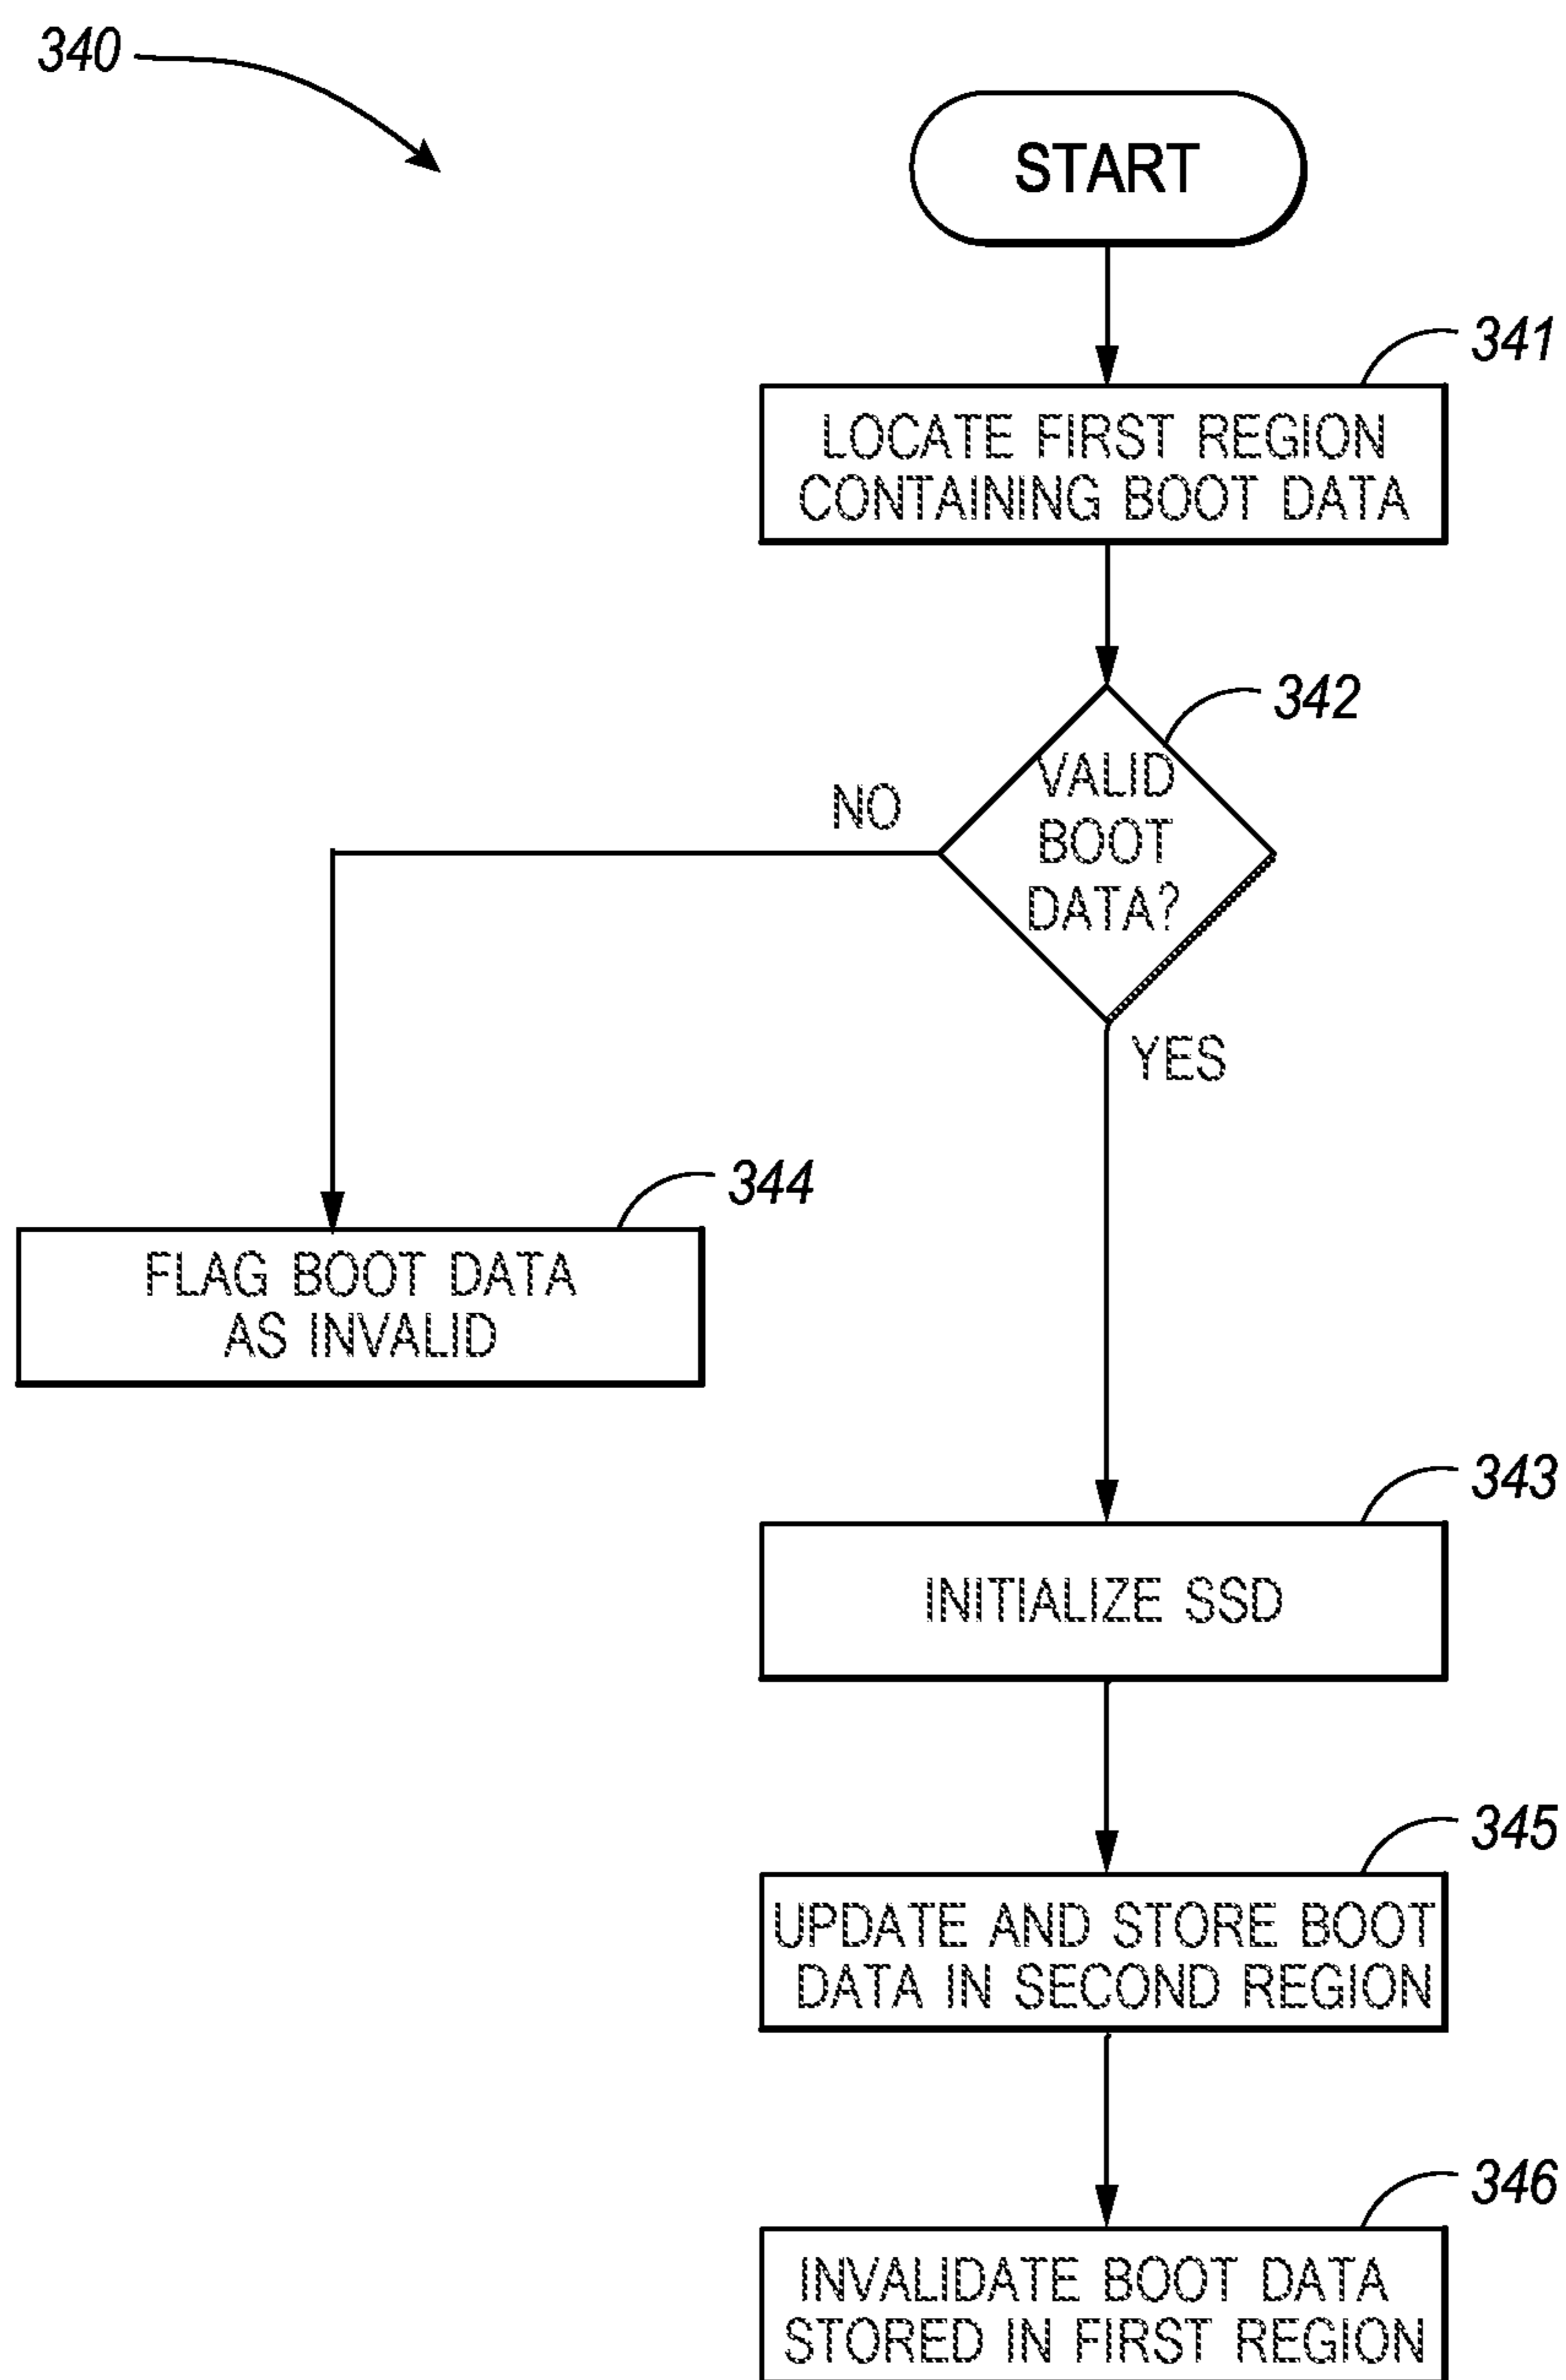 340
START
341
LOCATE FIRST REGION
CONTAINING BOOT DATA
342
VALID
BOOT
DATA?
NO
YES
344
FLAG BOOT DATA
AS INVALID
343
INITIALIZE SSD
345
UPDATE AND STORE BOOT
DATA IN SECOND REGION
346
INVALIDATE BOOT DATA
STORED IN FIRST REGION